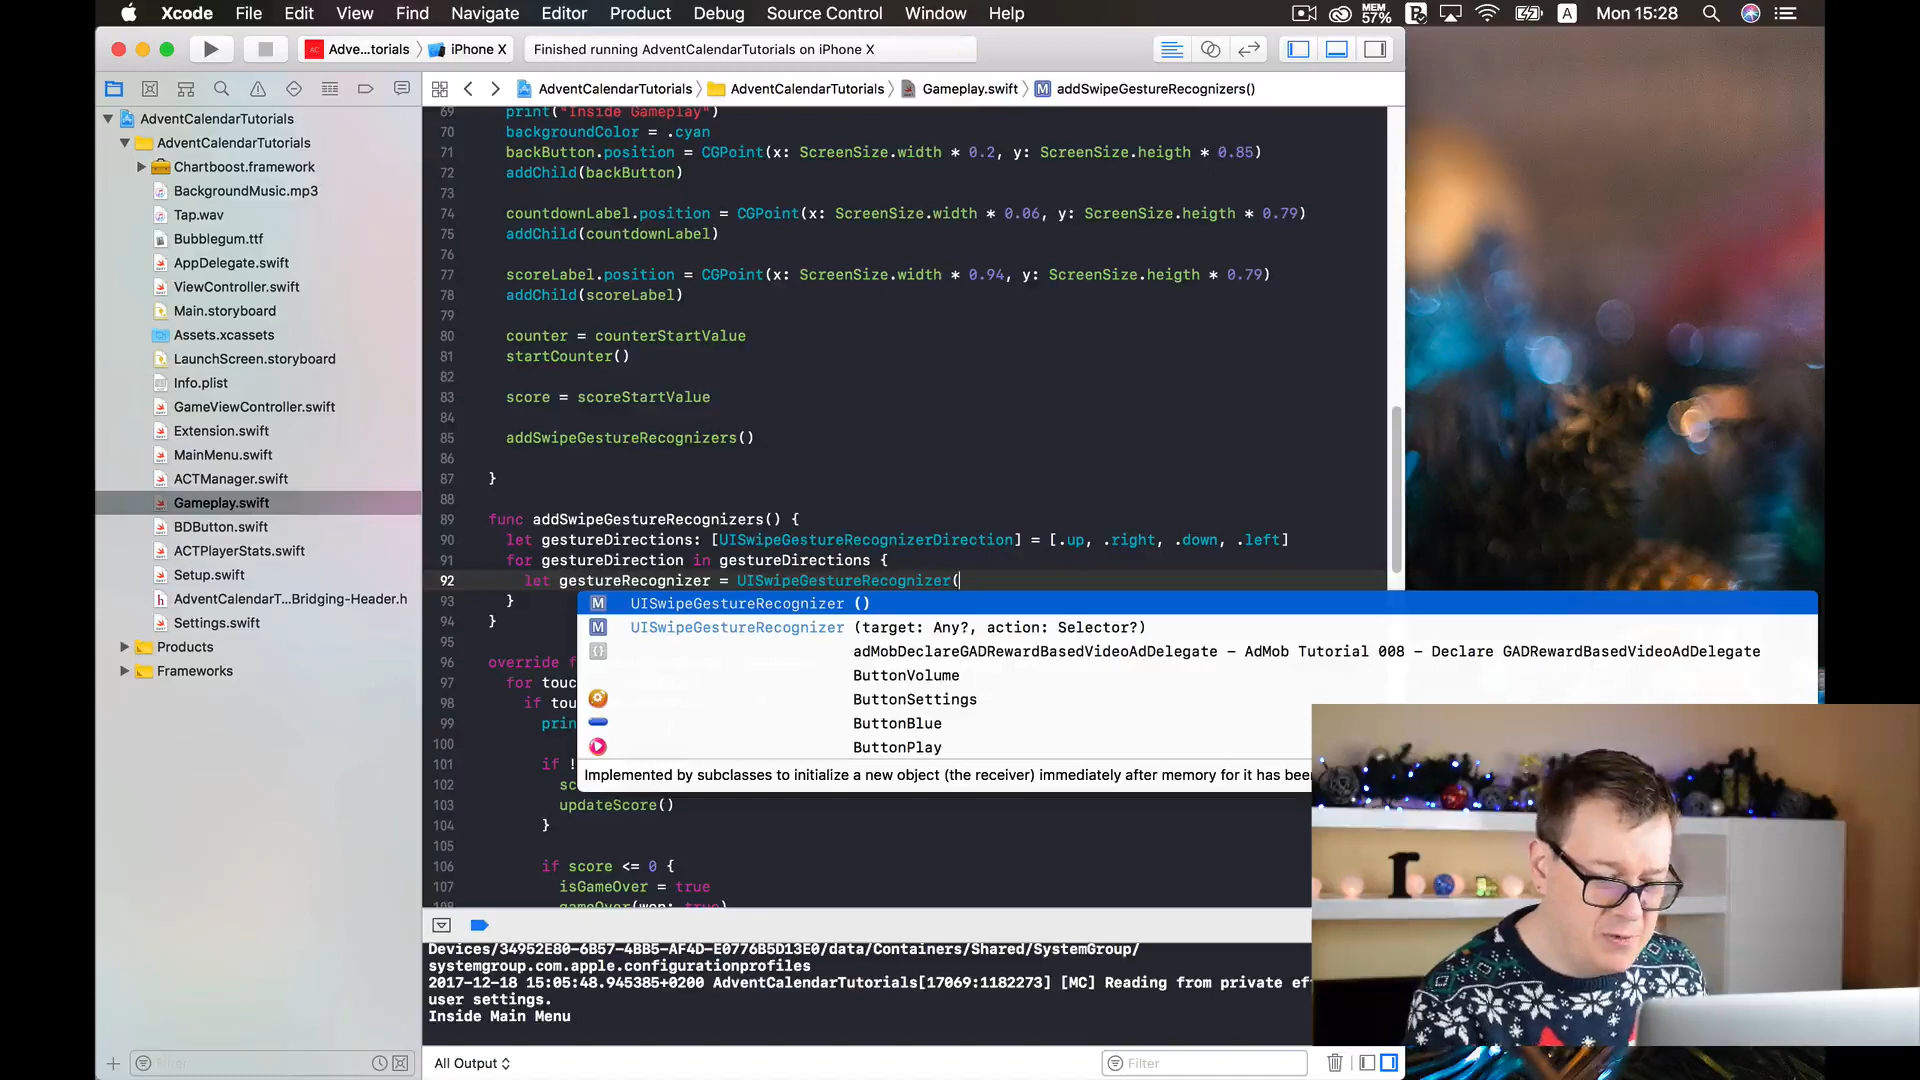 Xcode File Edit View Find Navigate Editor Product Debug Source Control Window Help MEM 57% A Mon 15:28
Adve...torials iPhone X Finished running AdventCalendarTutorials on iPhone X
AdventCalendarTutorials AdventCalendarTutorials Gameplay.swift M addSwipeGestureRecognizers()
AdventCalendarTutorials
AdventCalendarTutorials
Chartboost.framework
BackgroundMusic.mp3
Tap.wav
Bubblegum.ttf
AppDelegate.swift
ViewController.swift
Main.storyboard
Assets.xcassets
LaunchScreen.storyboard
Info.plist
GameViewController.swift
Extension.swift
MainMenu.swift
ACTManager.swift
Gameplay.swift
BDButton.swift
ACTPlayerStats.swift
Setup.swift
AdventCalendarT...Bridging-Header.h
Settings.swift
Products
Frameworks
Filter
69 print("Inside Gameplay")
70 backgroundColor = .cyan
71 backButton.position = CGPoint(x: ScreenSize.width * 0.2, y: ScreenSize.heigth * 0.85)
72 addChild(backButton)
73
74 countdownLabel.position = CGPoint(x: ScreenSize.width * 0.06, y: ScreenSize.heigth * 0.79)
75 addChild(countdownLabel)
76
77 scoreLabel.position = CGPoint(x: ScreenSize.width * 0.94, y: ScreenSize.heigth * 0.79)
78 addChild(scoreLabel)
79
80 counter = counterStartValue
81 startCounter()
82
83 score = scoreStartValue
84
85 addSwipeGestureRecognizers()
86
87 }
88
89 func addSwipeGestureRecognizers() {
90 let gestureDirections: [UISwipeGestureRecognizerDirection] = [.up, .right, .down, .left]
91 for gestureDirection in gestureDirections {
92 let gestureRecognizer = UISwipeGestureRecognizer(
93 }
94 }
95
96 override f
97 for touc
98 if tou
99 prin
100
101 if !
102 sc
103 updateScore()
104 }
105
106 if score <= 0 {
107 isGameOver = true
108 gameOver(won: true)
M UISwipeGestureRecognizer ()
M UISwipeGestureRecognizer (target: Any?, action: Selector?)
{} adMobDeclareGADRewardBasedVideoAdDelegate – AdMob Tutorial 008 – Declare GADRewardBasedVideoAdDelegate
ButtonVolume
ButtonSettings
ButtonBlue
ButtonPlay
Implemented by subclasses to initialize a new object (the receiver) immediately after memory for it has bee
Devices/34952E80-6B57-4BB5-AF4D-E0776B5D13E0/data/Containers/Shared/SystemGroup/
systemgroup.com.apple.configurationprofiles
2017-12-18 15:05:48.945385+0200 AdventCalendarTutorials[17069:1182273] [MC] Reading from private ef
user settings.
Inside Main Menu
All Output Filter